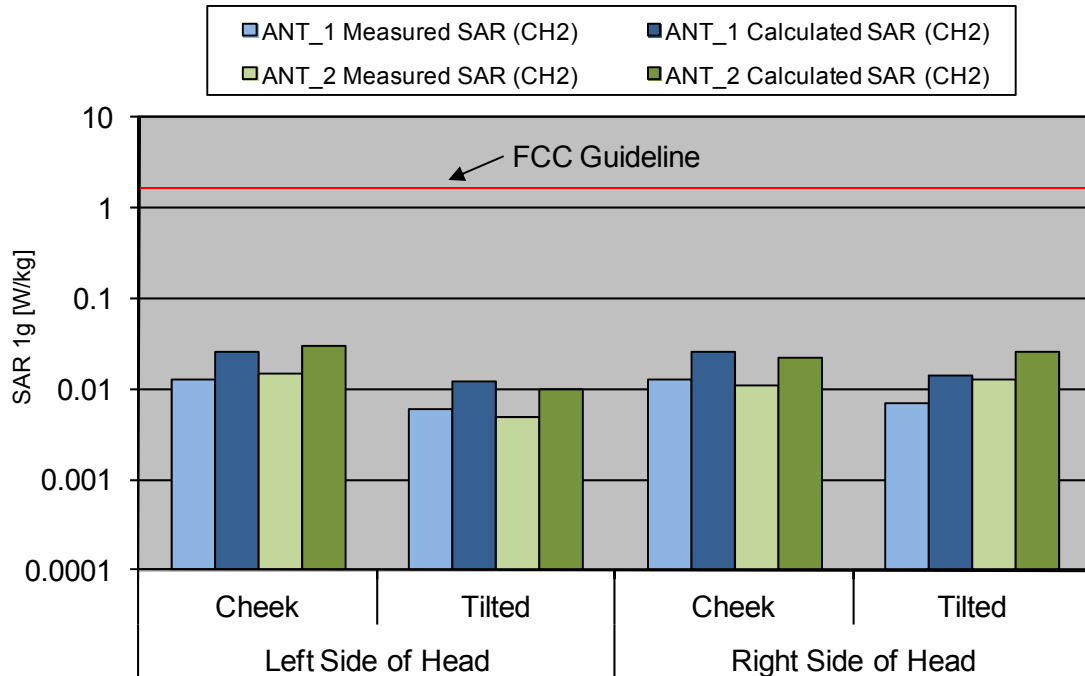 ANT_1 Measured SAR (CH2) ANT_1 Calculated SAR (CH2)
ANT_2 Measured SAR (CH2) ANT_2 Calculated SAR (CH2)
10
FCC Guideline
1
0.1
0.01
0.001
0.0001
SAR 1g [W/kg]
Cheek Tilted Cheek Tilted
Left Side of Head Right Side of Head